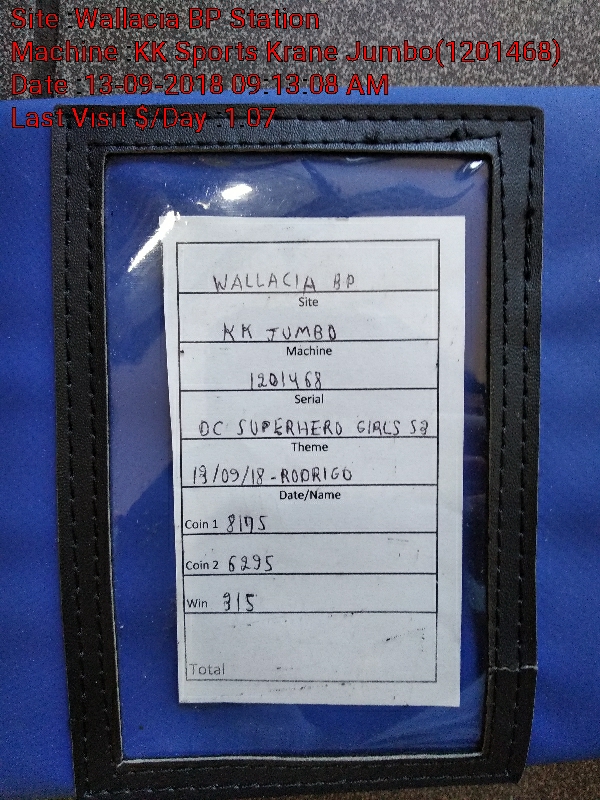 Site :Wallacia BP Station
Machine :KK Sports Krane Jumbo(1201468)
Date :13-09-2018 09:13:08 AM
Last Visit $/Day :1.07
WALLACIA BP
Site
KK JUMBO
Machine
1201468
Serial
DC SUPERHERO GIRLS S2
Theme
13/09/18-RODRIGO
Date/Name
Coin 1 8175
Coin 2 6295
Win 315
Total